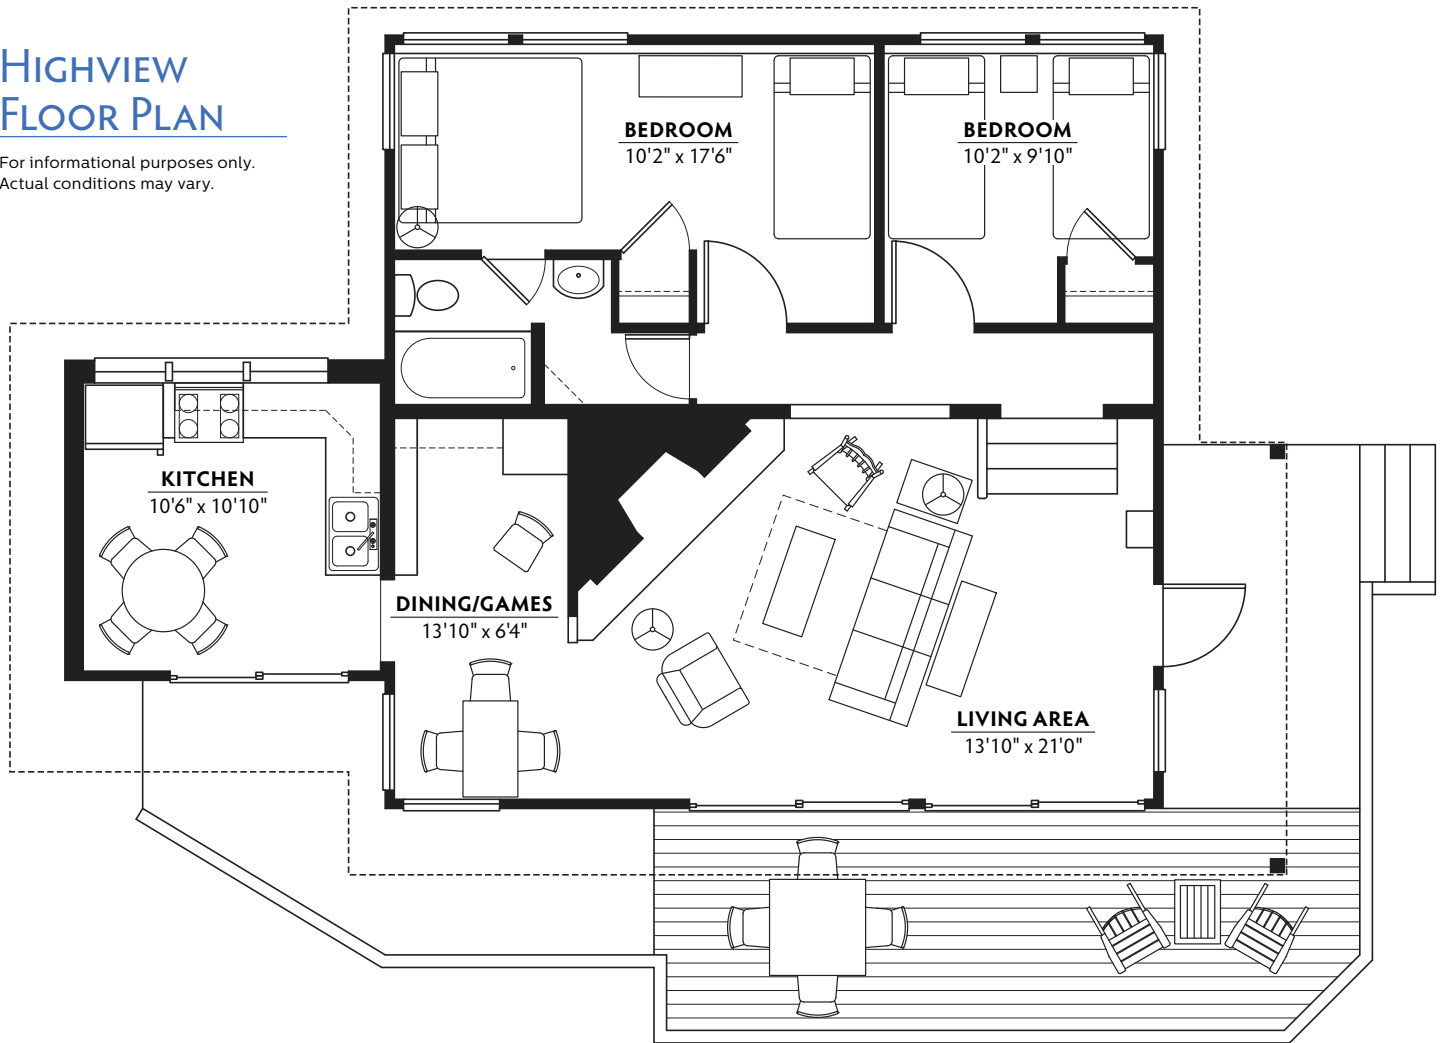 HIGHVIEW
FLOOR PLAN
For informational purposes only.
Actual conditions may vary.
BEDROOM
10'2" x 17'6"
BEDROOM
10'2" x 9'10"
KITCHEN
10'6" x 10'10"
DINING/GAMES
13'10" x 6'4"
LIVING AREA
13'10" x 21'0"